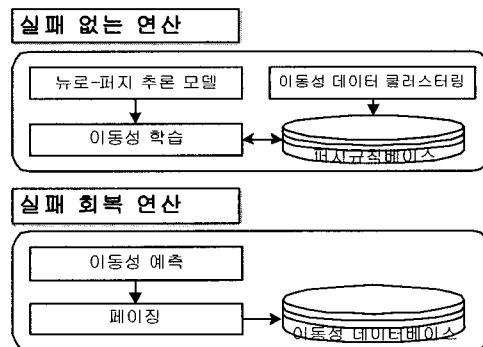 실패 없는 연산
뉴로-퍼지 추론 모델
이동성 데이터 클러스터링
이동성 학습
퍼지규칙베이스
실패 회복 연산
이동성 예측
페이징
이동성 데이터베이스